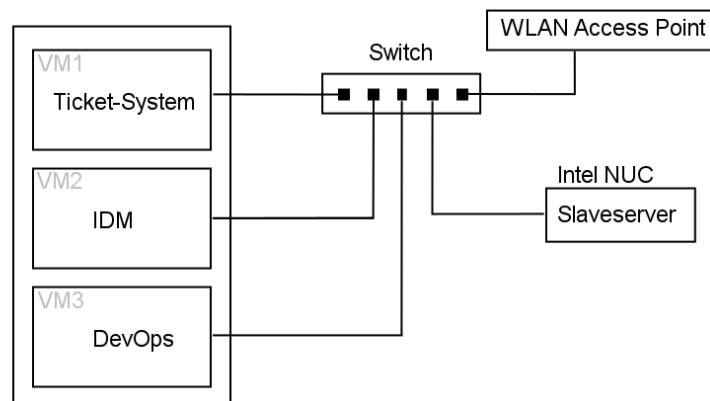 WLAN Access Point
Switch
VM1
Ticket-System
VM2
IDM
Intel NUC
Slaveserver
VM3
DevOps